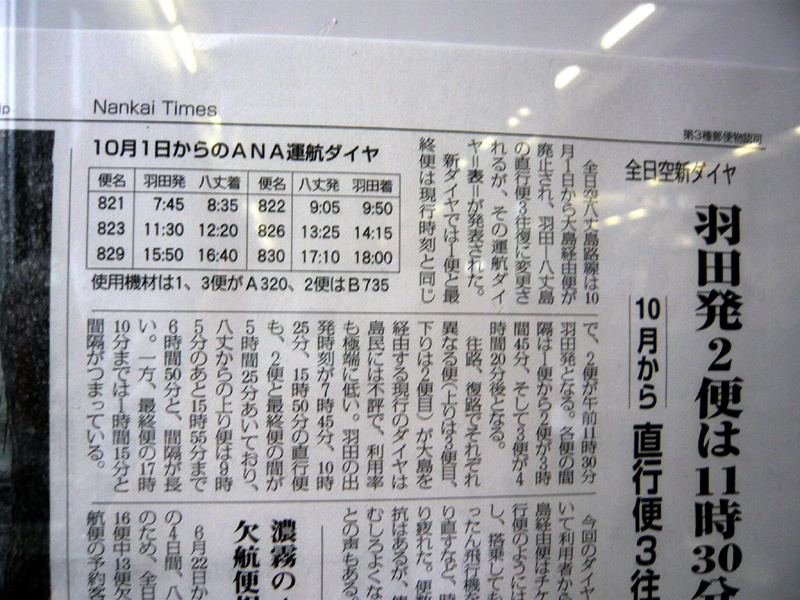 Nankai Times
第3種郵便物認可
全日空新ダイヤ
羽田発2便は11時30分
10月から
直行便3往
10月1日からのANA運航ダイヤ
便名 羽田発 八丈着 便名 八丈発 羽田着
821 7:45 8:35 822 9:05 9:50
823 11:30 12:20 826 13:25 14:15
829 15:50 16:40 830 17:10 18:00
使用機材は1、3便がA320、2便はB735
全日空八丈島路線は10
月1日から大島経由便が
廃止され、羽田―八丈島
の直行便3往復に変更さ
れるが、その運航ダイ
ヤ=表=が発表された。
新ダイヤでは1便と最
終便は現行時刻と同じ
で、2便が午前11時30分
羽田発となる。各便の間
隔は1便から2便が3時
間45分、そして3便が4
時間20分後となる。
往路、復路でそれぞれ
異なる便(上りは3便目、
下りは2便目)が大島を
経由する現行のダイヤは
島民には不評で、利用率
も極端に低い。羽田の出
発時刻が7時45分、10時
25分、15時50分の直行便
も、2便と最終便の間が
5時間25分あいており、
八丈からの上り便は9時
5分のあと15時55分まで
6時間50分と、間隔が長
い。一方、最終便の17時
10分までは1時間15分と
間隔がつまっている。
今回のダイヤ
いて利用者から
島経由便はチケ
行便のようには
し、搭乗しても
ったん飛行機を
り直すなど、時
り疲れた。便数
抗はあるが、
むしろよくな
との声もある。
濃霧の
欠航便
6月22日か
の4日間、八
のため、全日
16便中13便欠
航便の予約客